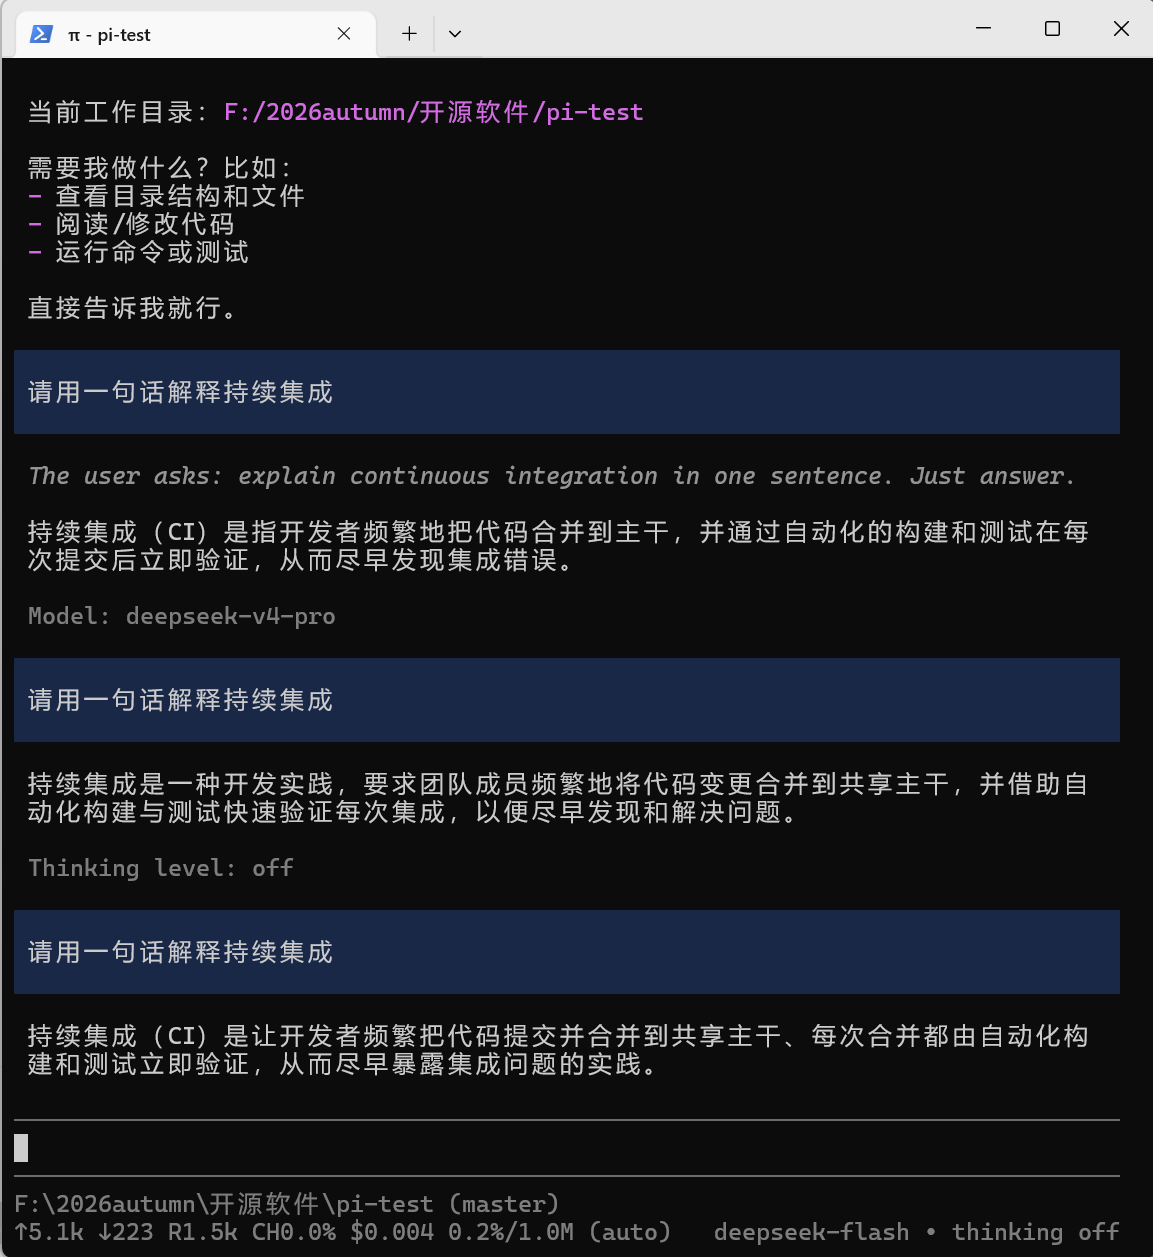 π - pi-test
当前工作目录：F:/2026autumn/开源软件/pi-test
需要我做什么？比如：
- 查看目录结构和文件
- 阅读/修改代码
- 运行命令或测试
直接告诉我就行。
请用一句话解释持续集成
The user asks: explain continuous integration in one sentence. Just answer.
持续集成（CI）是指开发者频繁地把代码合并到主干，并通过自动化的构建和测试在每
次提交后立即验证，从而尽早发现集成错误。
Model: deepseek-v4-pro
请用一句话解释持续集成
持续集成是一种开发实践，要求团队成员频繁地将代码变更合并到共享主干，并借助自
动化构建与测试快速验证每次集成，以便尽早发现和解决问题。
Thinking level: off
请用一句话解释持续集成
持续集成（CI）是让开发者频繁把代码提交并合并到共享主干、每次合并都由自动化构
建和测试立即验证，从而尽早暴露集成问题的实践。
F:\2026autumn\开源软件\pi-test (master)
↑5.1k ↓223 R1.5k CH0.0% $0.004 0.2%/1.0M (auto) deepseek-flash • thinking off